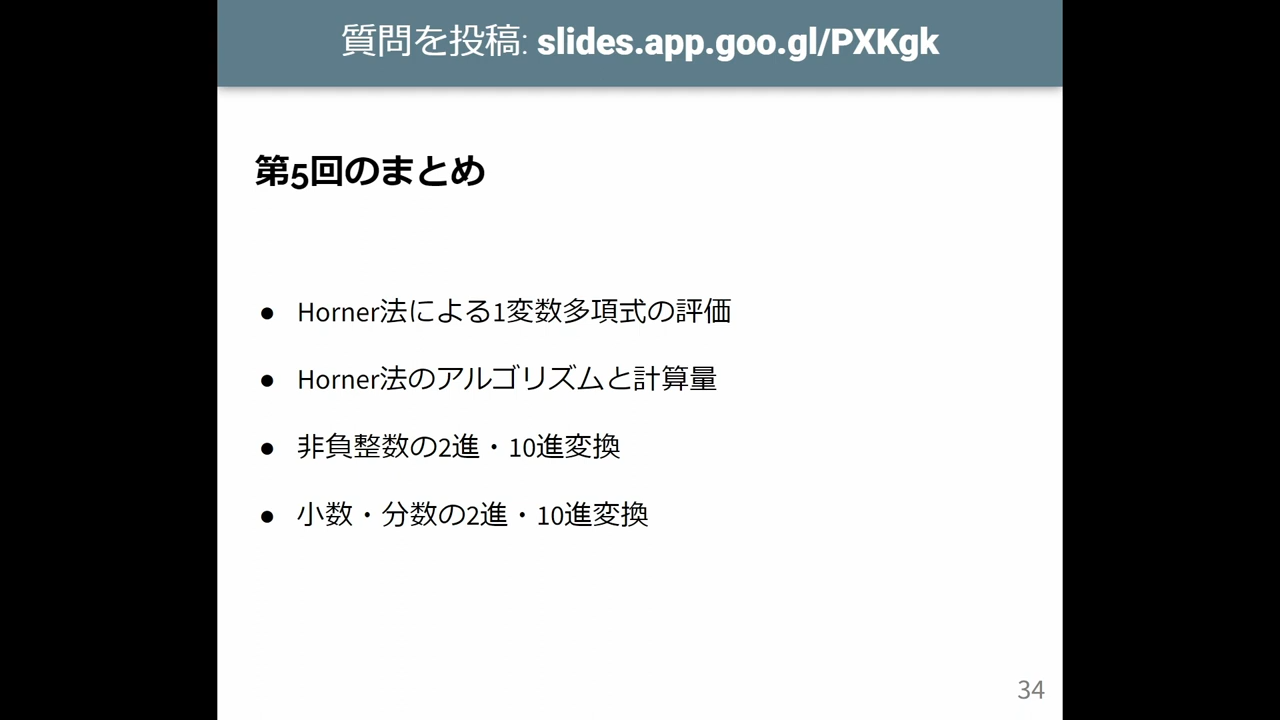 質問を投稿: slides.app.goo.gl/PXKgk
第5回のまとめ
● Horner法による1変数多項式の評価
● Horner法のアルゴリズムと計算量
● 非負整数の2進・10進変換
● 小数・分数の2進・10進変換
34